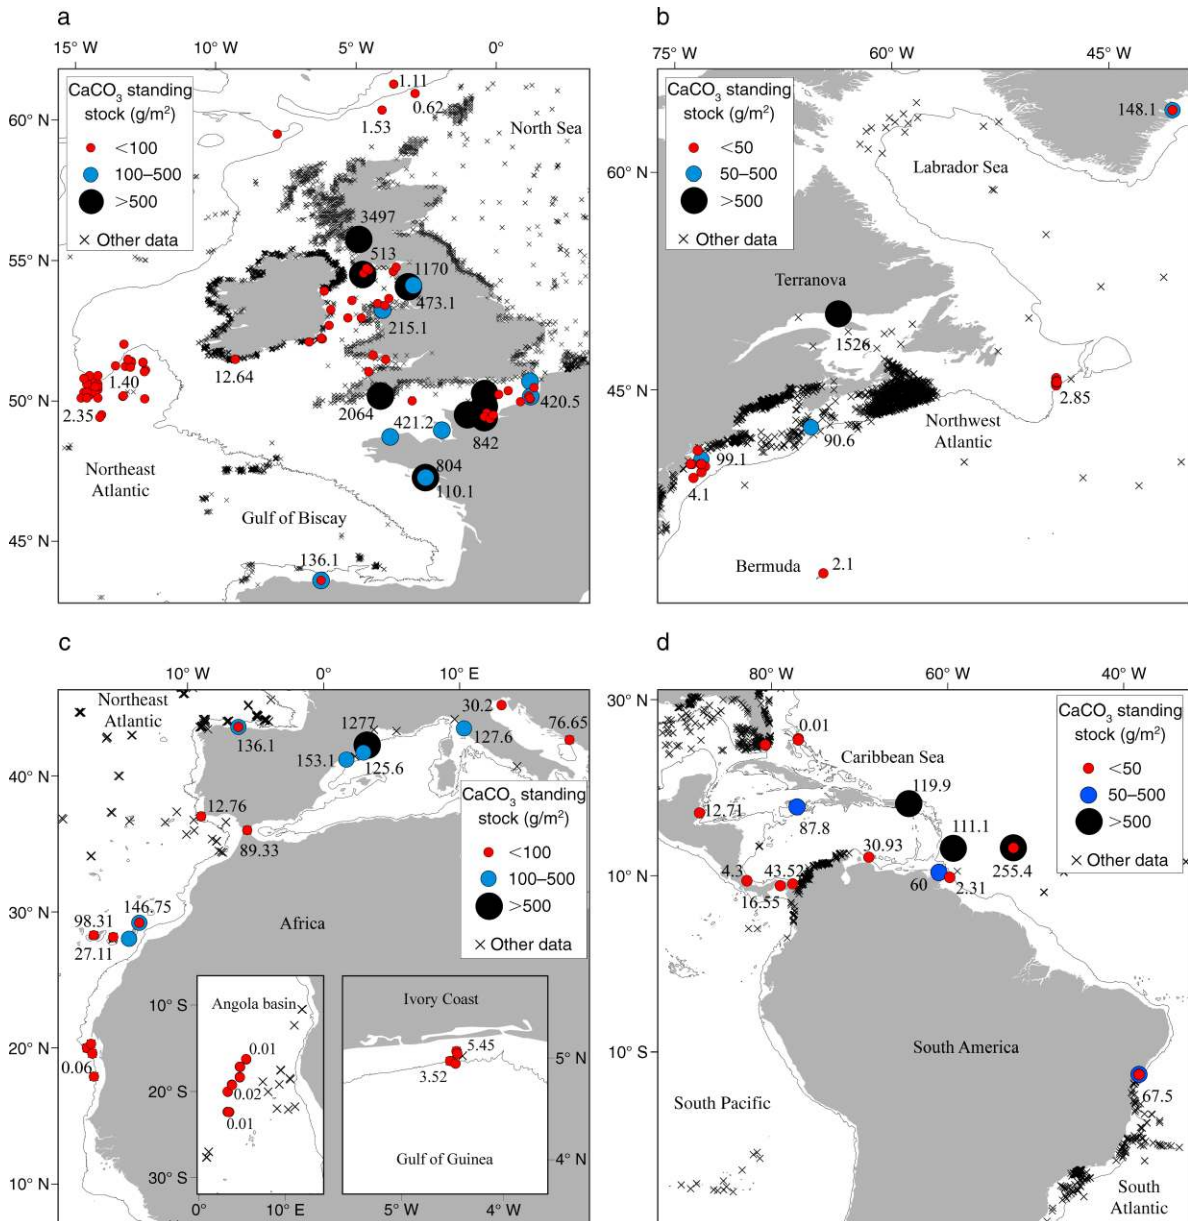 a
15° W
10° W
5° W
0°
CaCO₃ standing
stock (g/m²)
<100
100–500
>500
× Other data
60° N
55° N
50° N
45° N
1.11
0.62
1.53
North Sea
3497
513
1170
473.1
215.1
12.64
1.40
2.35
2064
421.2
420.5
842
804
110.1
Northeast
Atlantic
Gulf of Biscay
136.1
b
75° W
60° W
45° W
CaCO₃ standing
stock (g/m²)
<50
50–500
>500
× Other data
60° N
45° N
148.1
Labrador Sea
Terranova
1526
2.85
Northwest
Atlantic
90.6
99.1
4.1
Bermuda
2.1
c
10° W
0°
10° E
40° N
30° N
20° N
10° N
Northeast
Atlantic
136.1
1277
153.1
125.6
30.2
127.6
76.65
12.76
89.33
CaCO₃ standing
stock (g/m²)
<100
100–500
>500
× Other data
146.75
98.31
27.11
Africa
0.06
10° S
20° S
30° S
0°
10° E
Angola basin
0.01
0.02
0.01
Ivory Coast
5.45
3.52
Gulf of Guinea
5° N
4° N
5° W
4° W
d
80° W
60° W
40° W
30° N
10° N
10° S
CaCO₃ standing
stock (g/m²)
<50
50–500
>500
× Other data
0.01
Caribbean Sea
119.9
12.71
87.8
111.1
30.93
255.4
4.3
43.52
16.55
60
2.31
South America
South Pacific
67.5
South
Atlantic